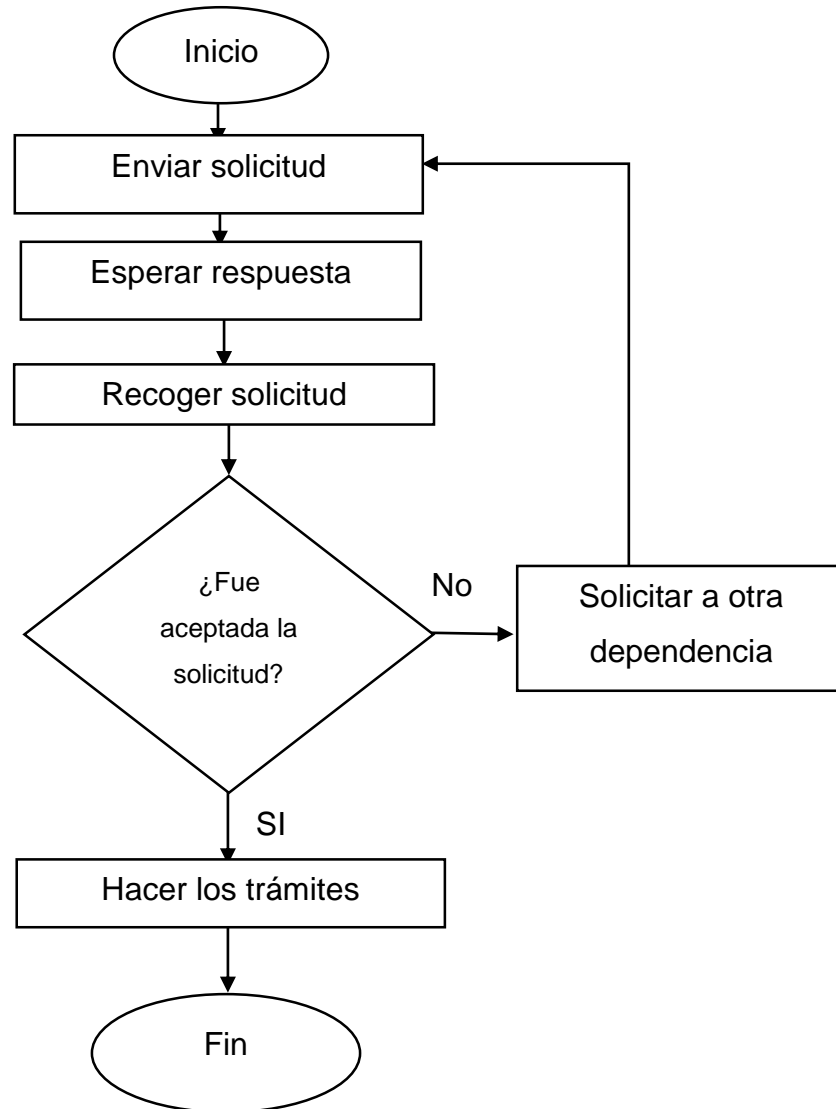 Inicio
Enviar solicitud
Esperar respuesta
Recoger solicitud
¿Fue
aceptada la
solicitud?
No
Solicitar a otra
dependencia
SI
Hacer los trámites
Fin